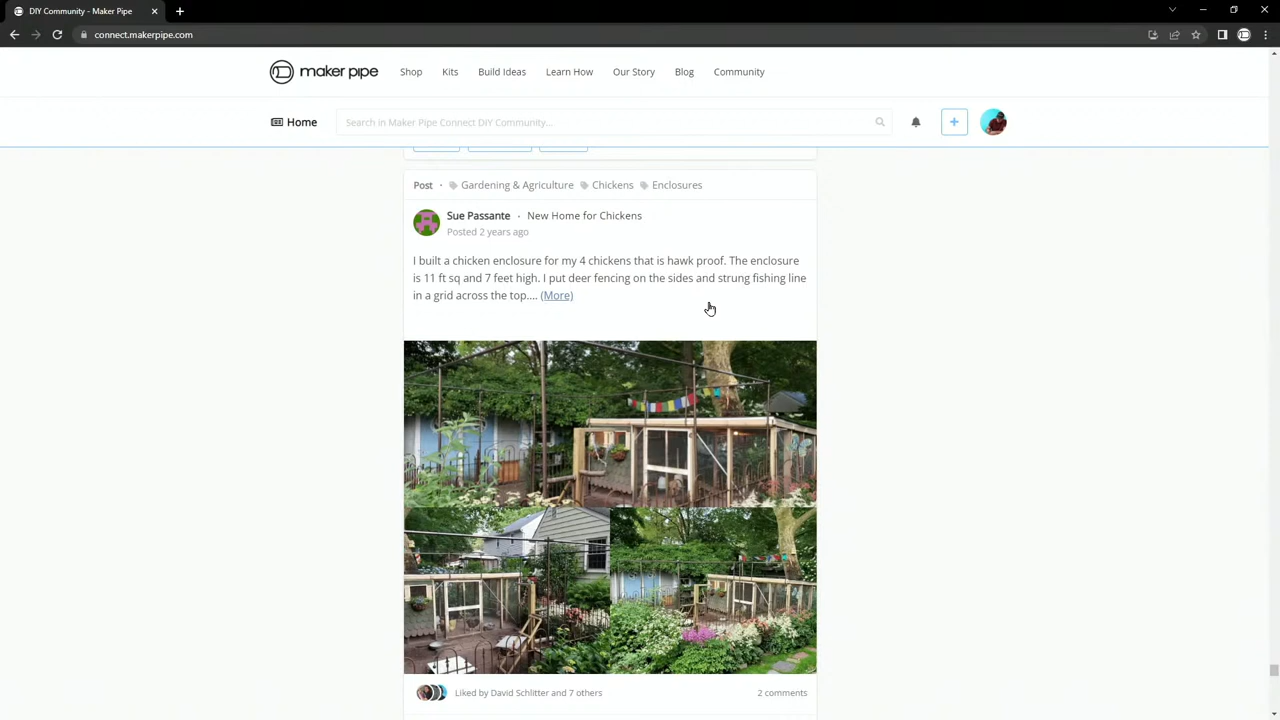 DIY Community - Maker Pipe
connect.makerpipe.com
maker pipe
Shop
Kits
Build Ideas
Learn How
Our Story
Blog
Community
Home
Search in Maker Pipe Connect DIY Community...
Post · Gardening & Agriculture Chickens Enclosures
Sue Passante · New Home for Chickens
Posted 2 years ago
I built a chicken enclosure for my 4 chickens that is hawk proof. The enclosure
is 11 ft sq and 7 feet high. I put deer fencing on the sides and strung fishing line
in a grid across the top.... (More)
Liked by David Schlitter and 7 others
2 comments